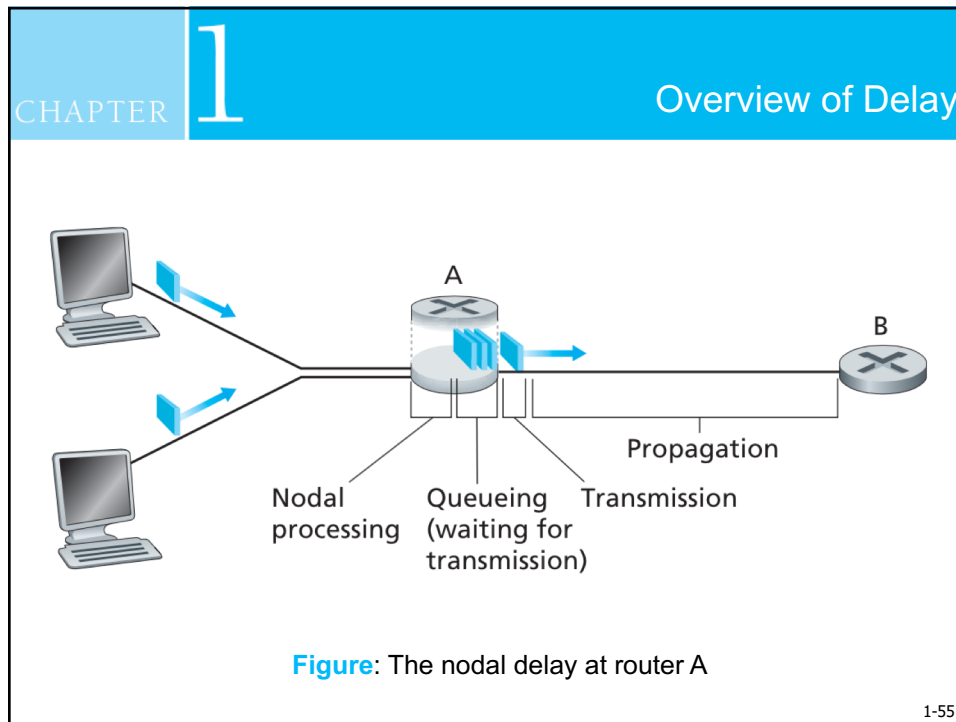 CHAPTER 1
Overview of Delay
A
B
Propagation
Nodal
processing
Queueing
(waiting for
transmission)
Transmission
Figure: The nodal delay at router A
1-55